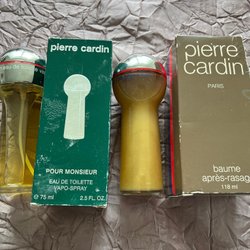 pierre cardin
POUR MONSIEUR
EAU DE TOILETTE
VAPO-SPRAY
℮ 75 ml
2.5 FL. OZ.
pierre
cardin
PARIS
baume
après-rasag
118 ml